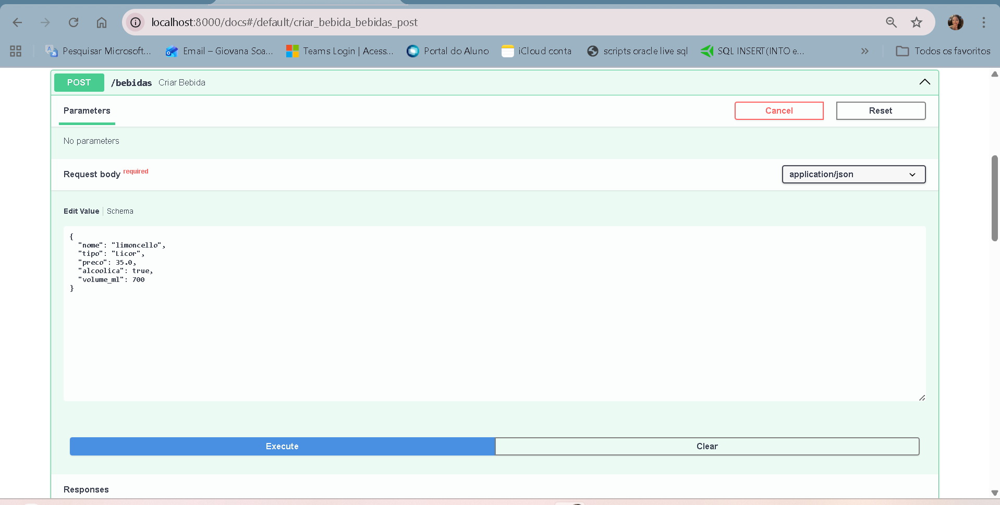 localhost:8000/docs#/default/criar_bebida_bebidas_post
Pesquisar Microsoft... Email – Giovana Soa... Teams Login | Acess... Portal do Aluno iCloud conta scripts oracle live sql SQL INSERT(INTO e... » Todos os favoritos
POST /bebidas Criar Bebida
Parameters Cancel Reset
No parameters
Request body required application/json
Edit Value Schema
{
"nome": "limoncello",
"tipo": "Licor",
"preco": 35.0,
"alcoolica": true,
"volume_ml": 700
}
Execute Clear
Responses